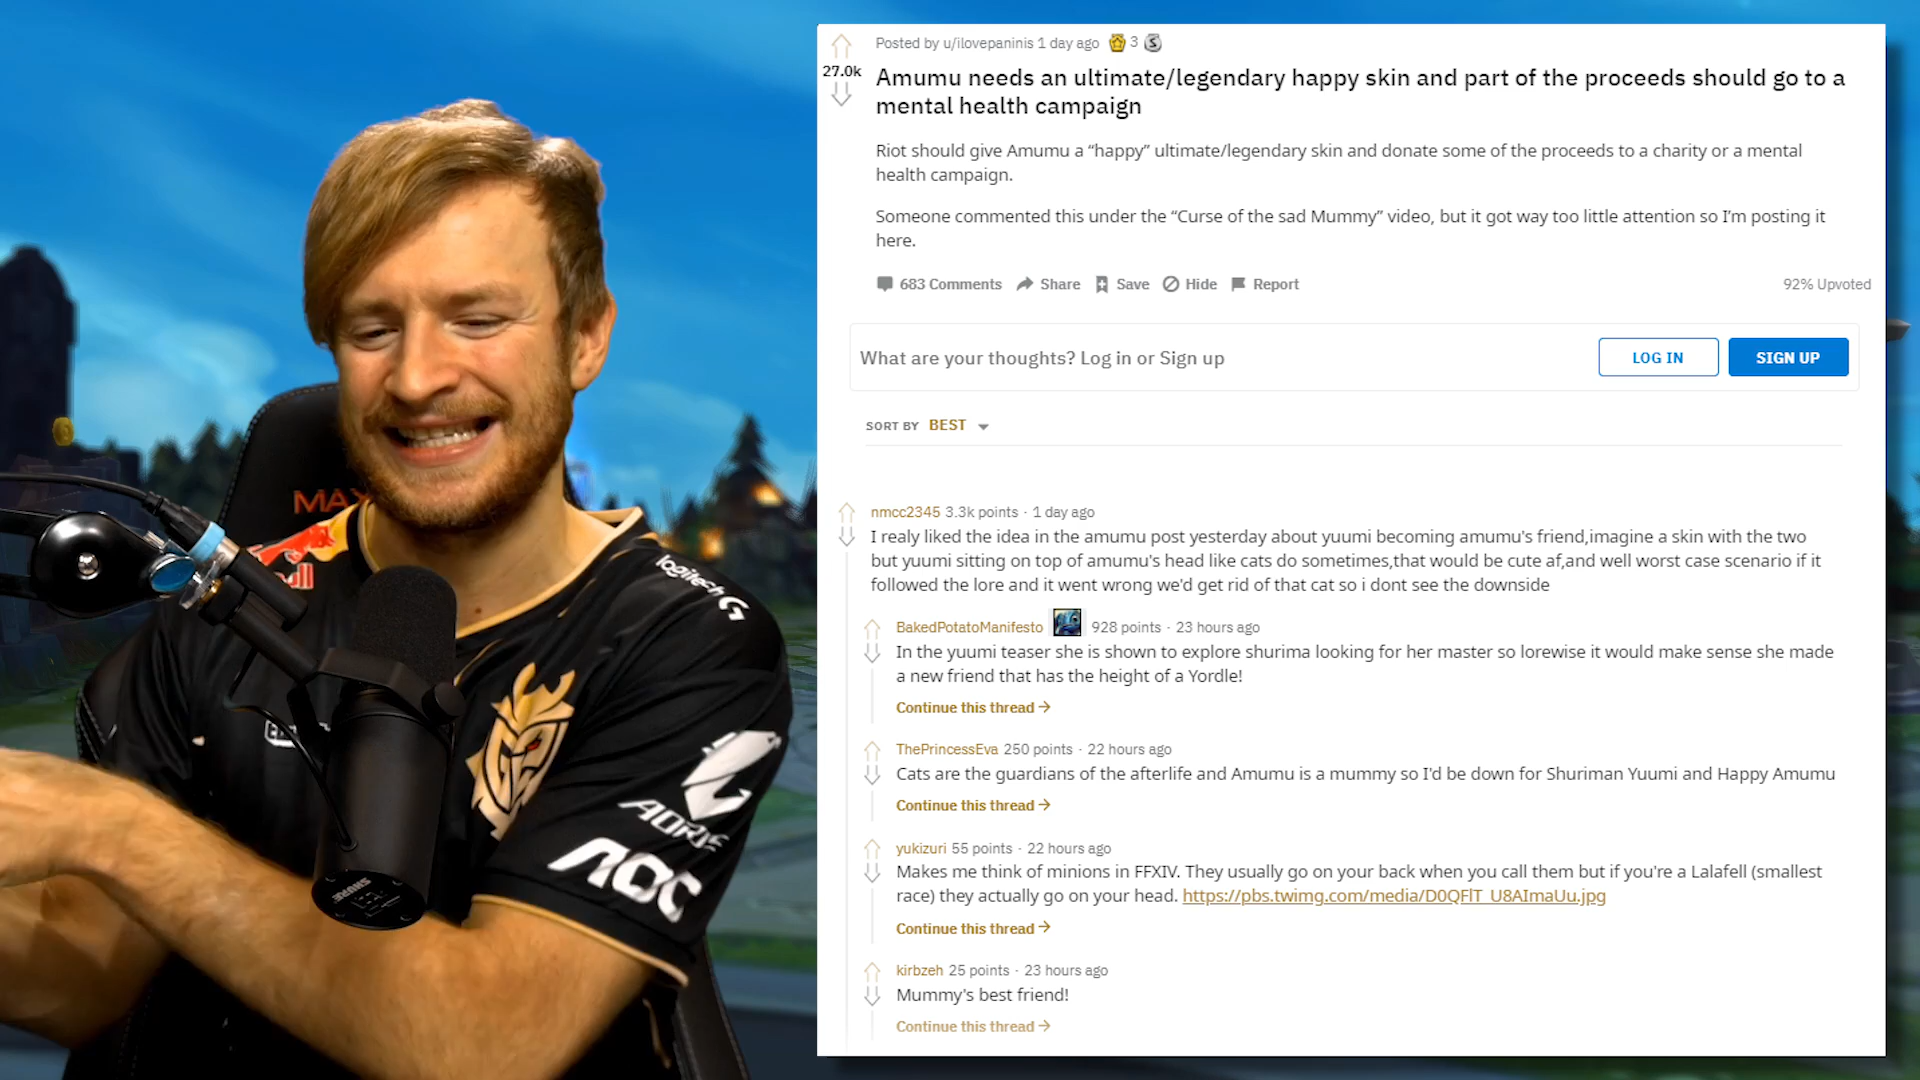 Posted by u/ilovepaninis 1 day ago 3
27.0k
Amumu needs an ultimate/legendary happy skin and part of the proceeds should go to a
mental health campaign
Riot should give Amumu a “happy” ultimate/legendary skin and donate some of the proceeds to a charity or a mental
health campaign.
Someone commented this under the “Curse of the sad Mummy” video, but it got way too little attention so I’m posting it
here.
683 Comments Share Save Hide Report 92% Upvoted
What are your thoughts? Log in or Sign up LOG IN SIGN UP
SORT BY BEST
nmcc2345 3.3k points · 1 day ago
I realy liked the idea in the amumu post yesterday about yuumi becoming amumu's friend,imagine a skin with the two
but yuumi sitting on top of amumu's head like cats do sometimes,that would be cute af,and well worst case scenario if it
followed the lore and it went wrong we'd get rid of that cat so i dont see the downside
BakedPotatoManifesto 928 points · 23 hours ago
In the yuumi teaser she is shown to explore shurima looking for her master so lorewise it would make sense she made
a new friend that has the height of a Yordle!
Continue this thread
ThePrincessEva 250 points · 22 hours ago
Cats are the guardians of the afterlife and Amumu is a mummy so I'd be down for Shuriman Yuumi and Happy Amumu
Continue this thread
yukizuri 55 points · 22 hours ago
Makes me think of minions in FFXIV. They usually go on your back when you call them but if you're a Lalafell (smallest
race) they actually go on your head. https://pbs.twimg.com/media/D0QFlT_U8AImaUu.jpg
Continue this thread
kirbzeh 25 points · 23 hours ago
Mummy's best friend!
Continue this thread
logitech G
AORUS
AOC
SHURE